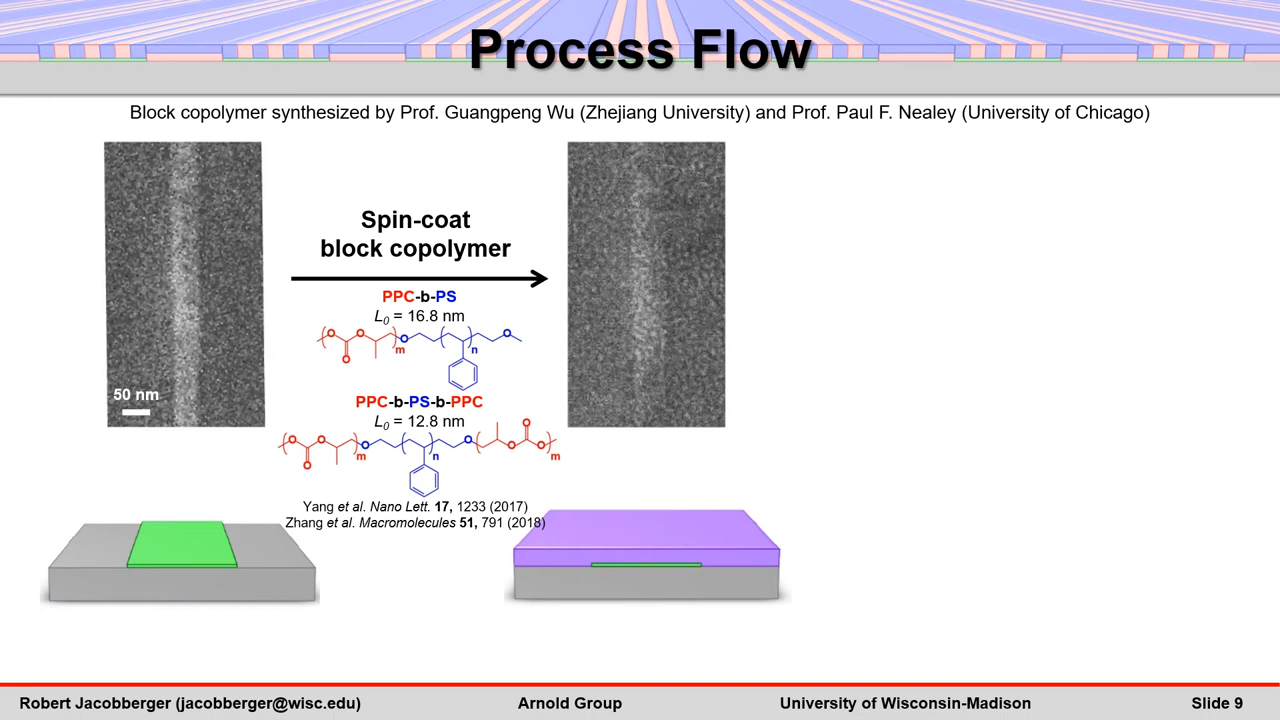 Process Flow
Block copolymer synthesized by Prof. Guangpeng Wu (Zhejiang University) and Prof. Paul F. Nealey (University of Chicago)
Spin-coat
block copolymer
PPC-b-PS
L0 = 16.8 nm
O O O O O
m n
50 nm
PPC-b-PS-b-PPC
L0 = 12.8 nm
O O O O O O O O
m n m
Yang et al. Nano Lett. 17, 1233 (2017)
Zhang et al. Macromolecules 51, 791 (2018)
Robert Jacobberger (jacobberger@wisc.edu) Arnold Group University of Wisconsin-Madison Slide 9